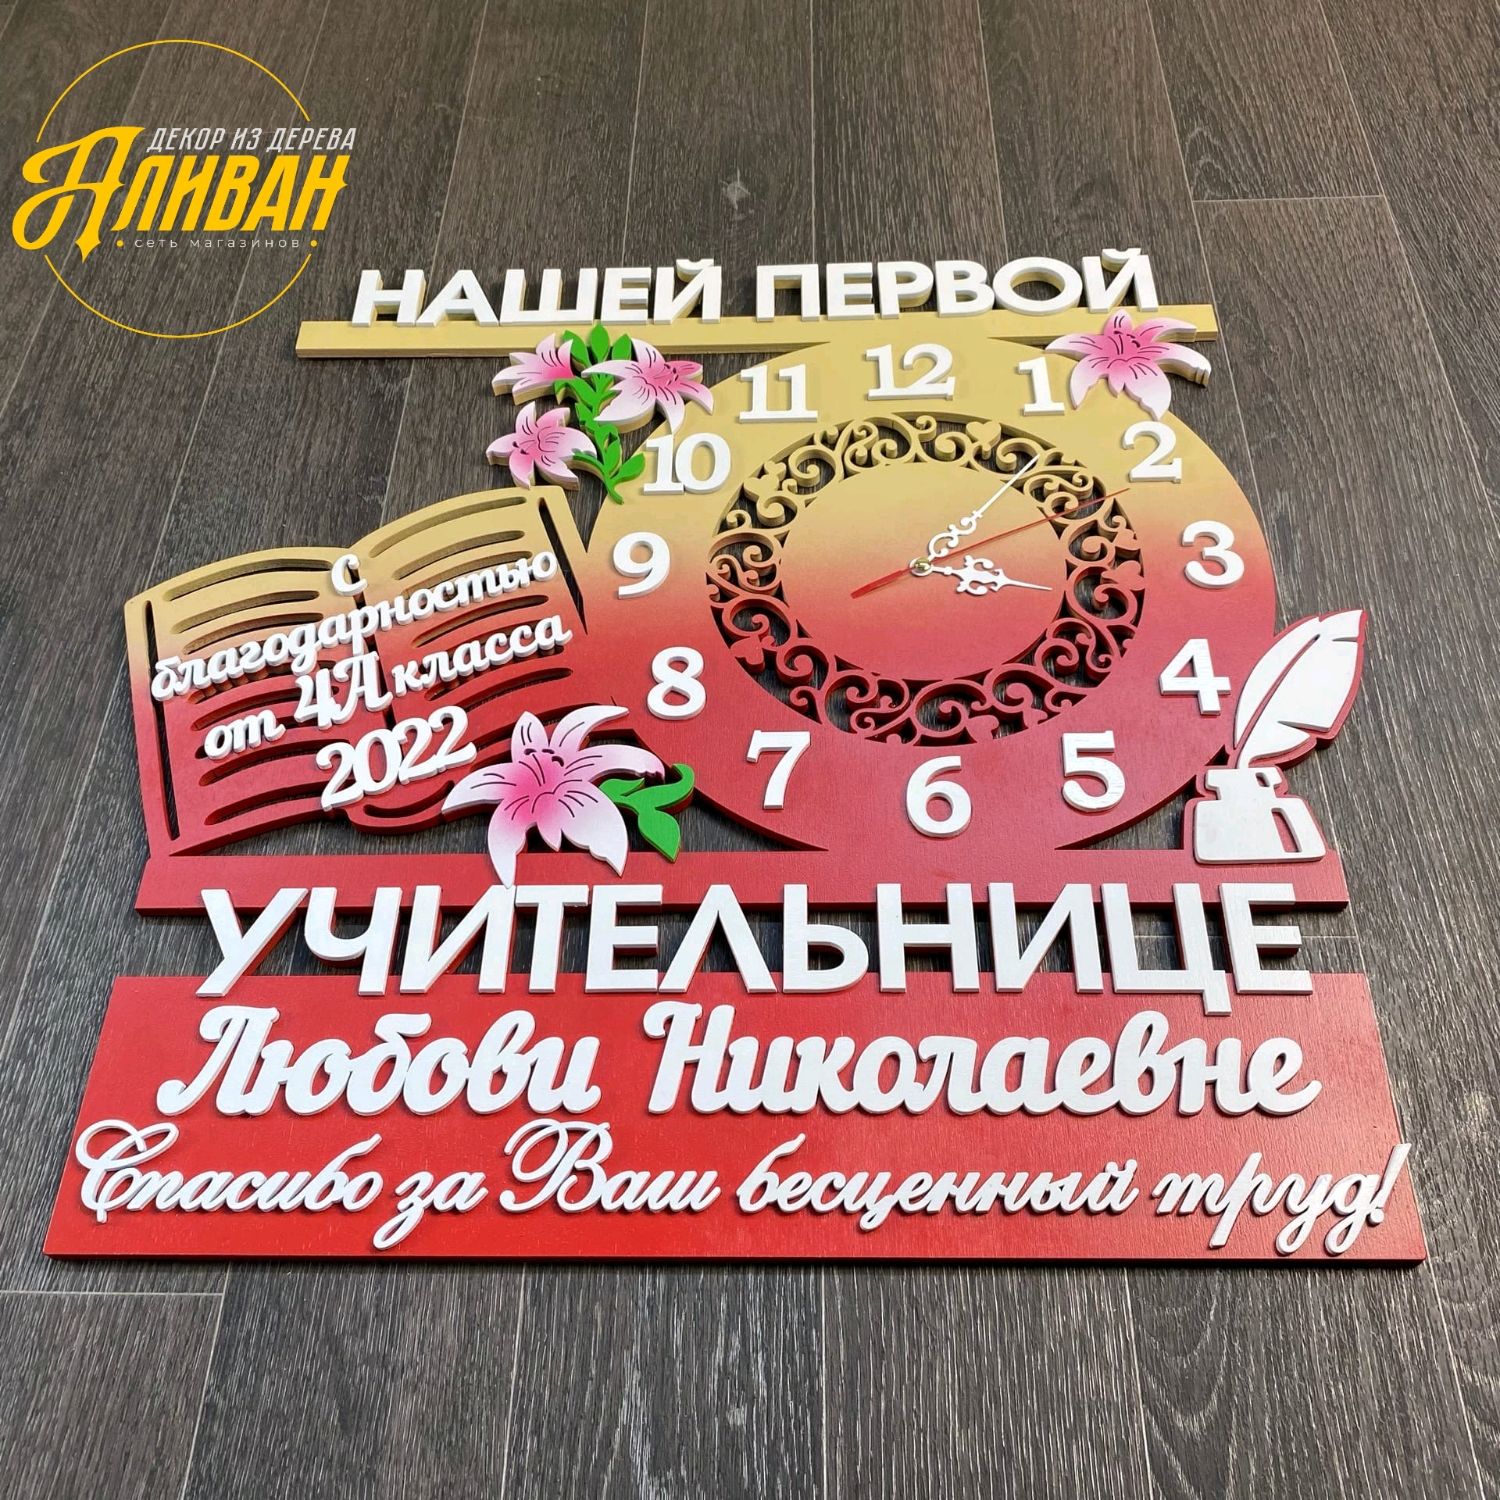 ДЕКОР ИЗ ДЕРЕВА
АЛИВАН
• сеть магазинов •
НАШЕЙ ПЕРВОЙ
12
11
1
10
2
9
3
8
4
7
5
6
с
благодарностью
от 4А класса
2022
УЧИТЕЛЬНИЦЕ
Любови Николаевне
Спасибо за Ваш бесценный труд!